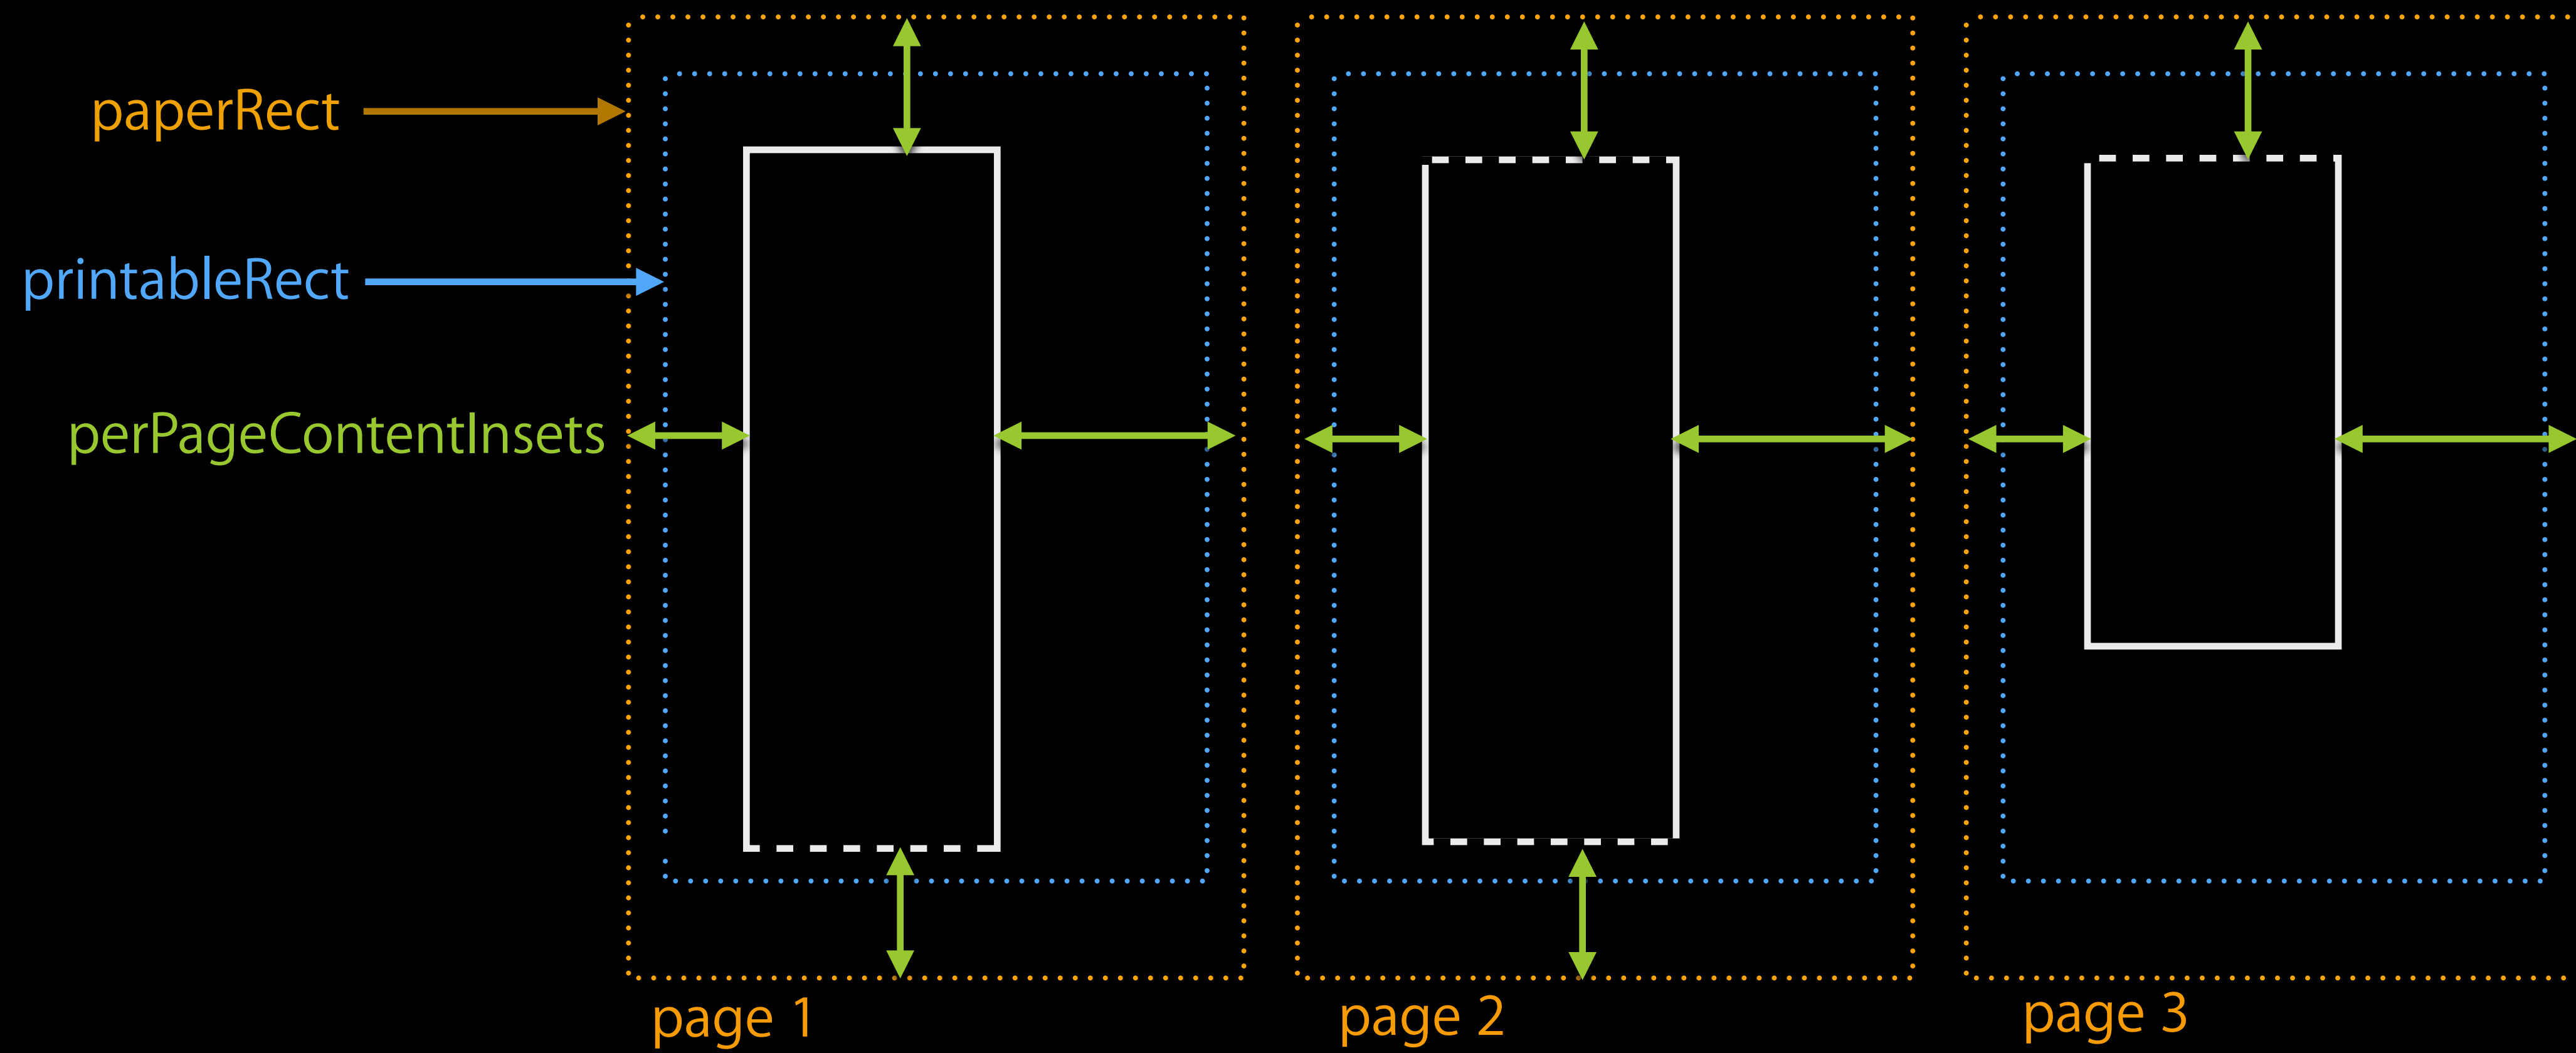 paperRect
printableRect
perPageContentInsets
page 1
page 2
page 3